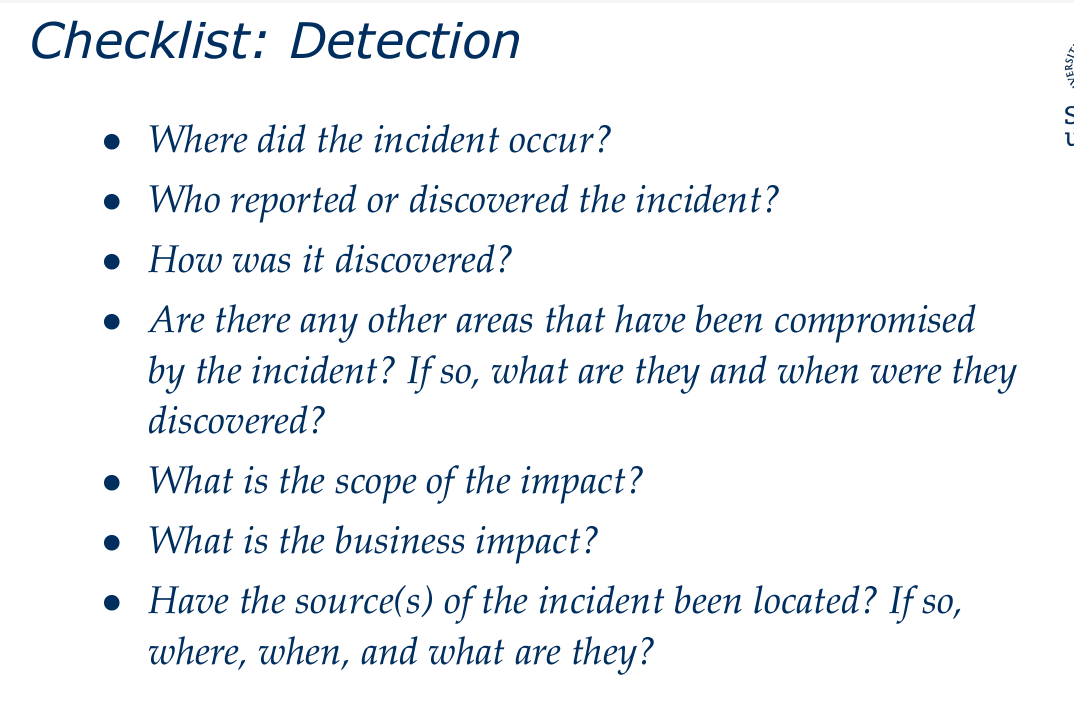 Checklist: Detection
● Where did the incident occur?
● Who reported or discovered the incident?
● How was it discovered?
● Are there any other areas that have been compromised
by the incident? If so, what are they and when were they
discovered?
● What is the scope of the impact?
● What is the business impact?
● Have the source(s) of the incident been located? If so,
where, when, and what are they?